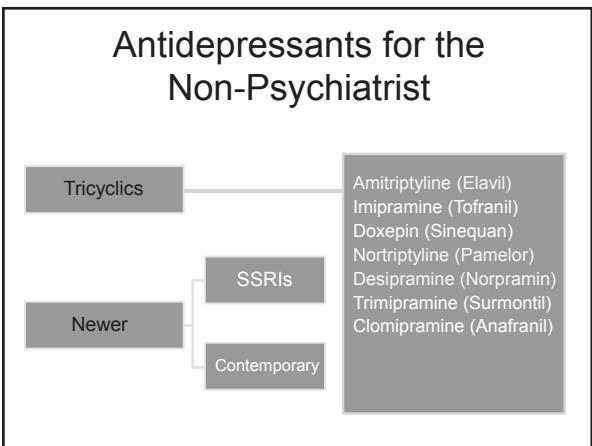 Antidepressants for the
Non-Psychiatrist
Tricyclics
Amitriptyline (Elavil)
Imipramine (Tofranil)
Doxepin (Sinequan)
Nortriptyline (Pamelor)
Desipramine (Norpramin)
Trimipramine (Surmontil)
Clomipramine (Anafranil)
SSRIs
Newer
Contemporary